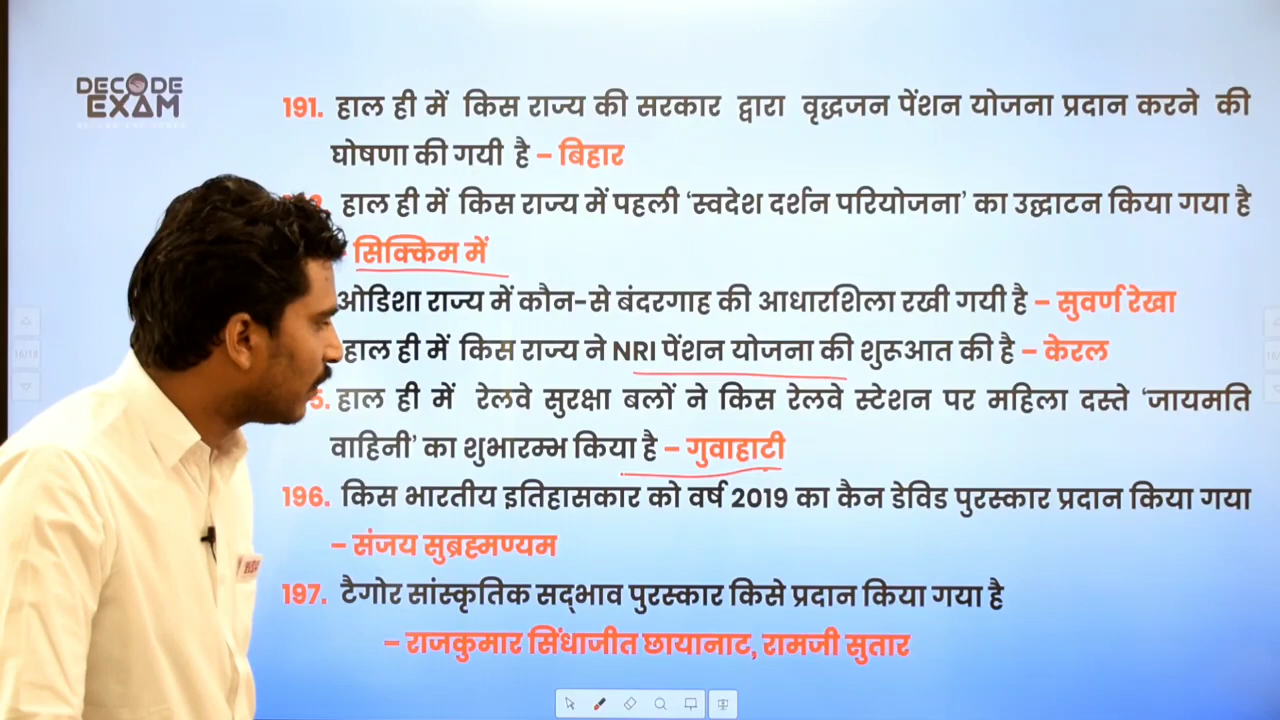 DECODE
EXAM
191. हाल ही में किस राज्य की सरकार द्वारा वृद्धजन पेंशन योजना प्रदान करने की
घोषणा की गयी है – बिहार
हाल ही में किस राज्य में पहली ‘स्वदेश दर्शन परियोजना’ का उद्घाटन किया गया है
सिक्किम में
ओडिशा राज्य में कौन-से बंदरगाह की आधारशिला रखी गयी है – सुवर्ण रेखा
हाल ही में किस राज्य ने NRI पेंशन योजना की शुरूआत की है – केरल
5. हाल ही में रेलवे सुरक्षा बलों ने किस रेलवे स्टेशन पर महिला दस्ते ‘जायमति
वाहिनी’ का शुभारम्भ किया है – गुवाहाटी
196. किस भारतीय इतिहासकार को वर्ष 2019 का कैन डेविड पुरस्कार प्रदान किया गया
– संजय सुब्रह्मण्यम
197. टैगोर सांस्कृतिक सद्भाव पुरस्कार किसे प्रदान किया गया है
– राजकुमार सिंधाजीत छायानाट, रामजी सुतार
16/18